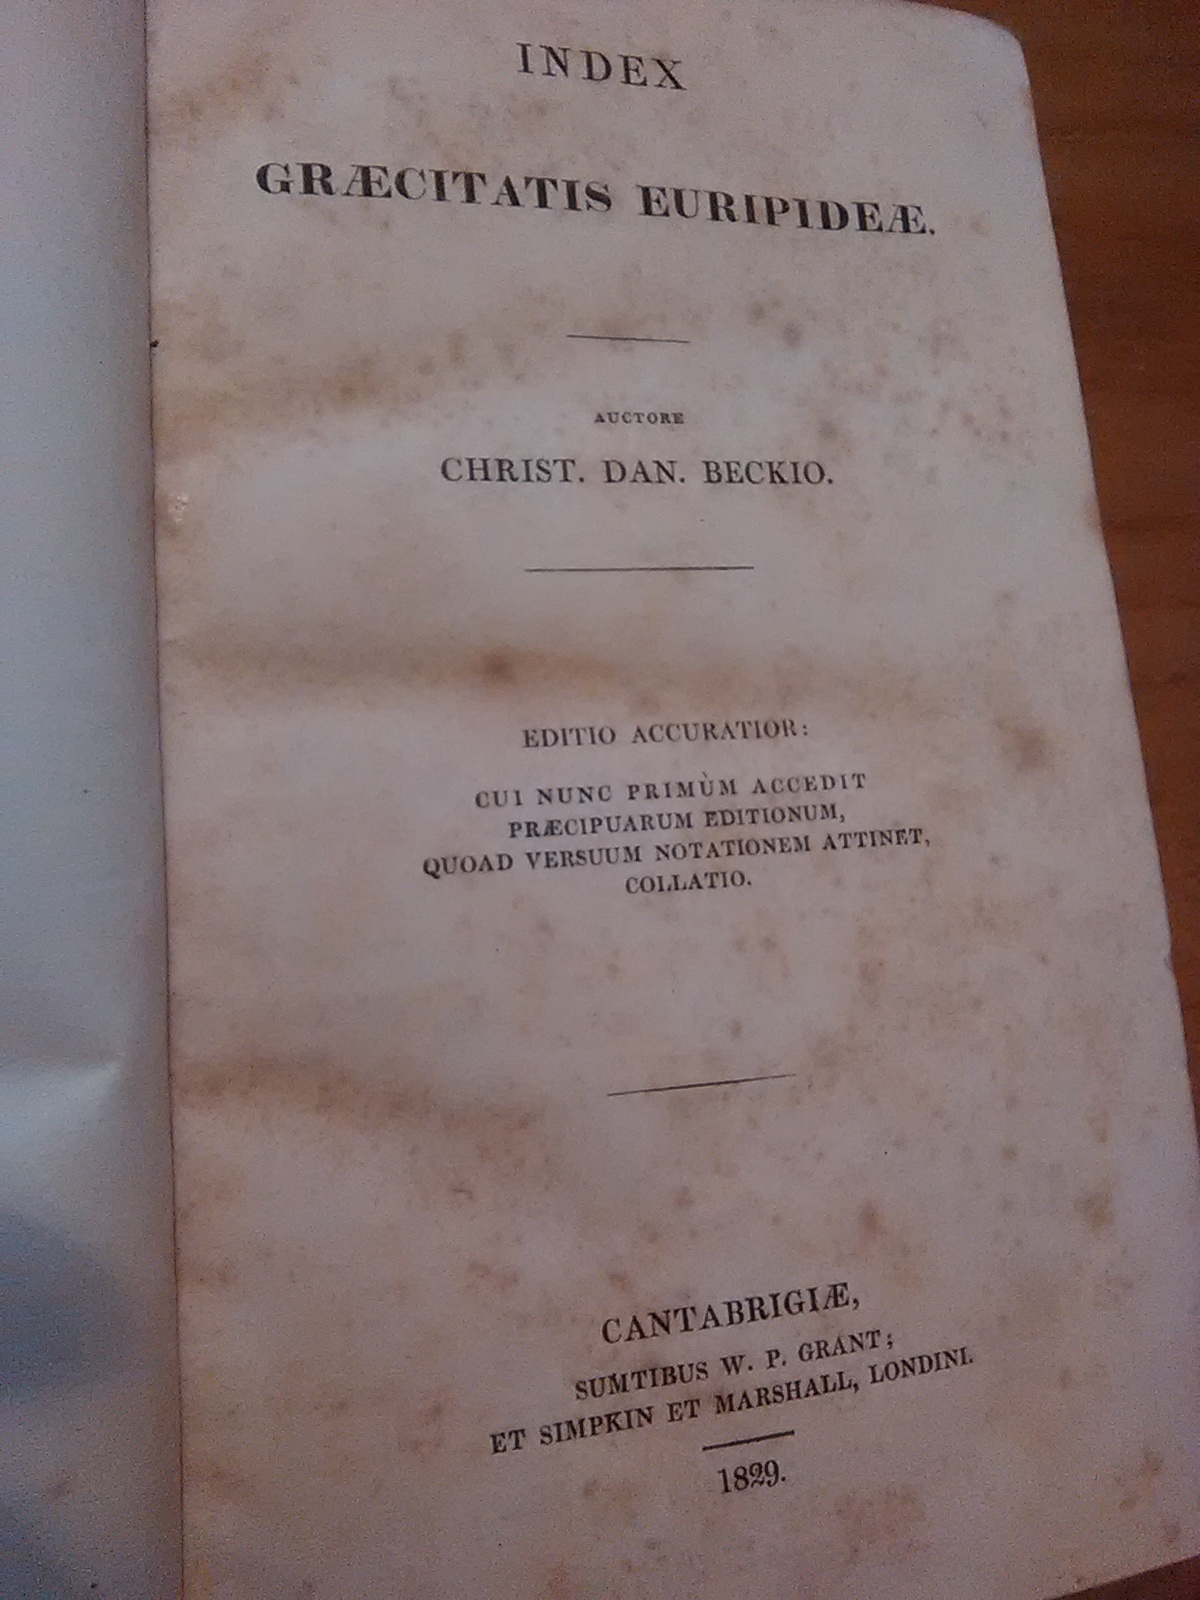 INDEX
GRÆCITATIS EURIPIDEÆ.
AUCTORE
CHRIST. DAN. BECKIO.
EDITIO ACCURATIOR:
CUI NUNC PRIMÙM ACCEDIT
PRÆCIPUARUM EDITIONUM,
QUOAD VERSUUM NOTATIONEM ATTINET,
COLLATIO.
CANTABRIGIÆ,
SUMTIBUS W. P. GRANT;
ET SIMPKIN ET MARSHALL, LONDINI.
1829.